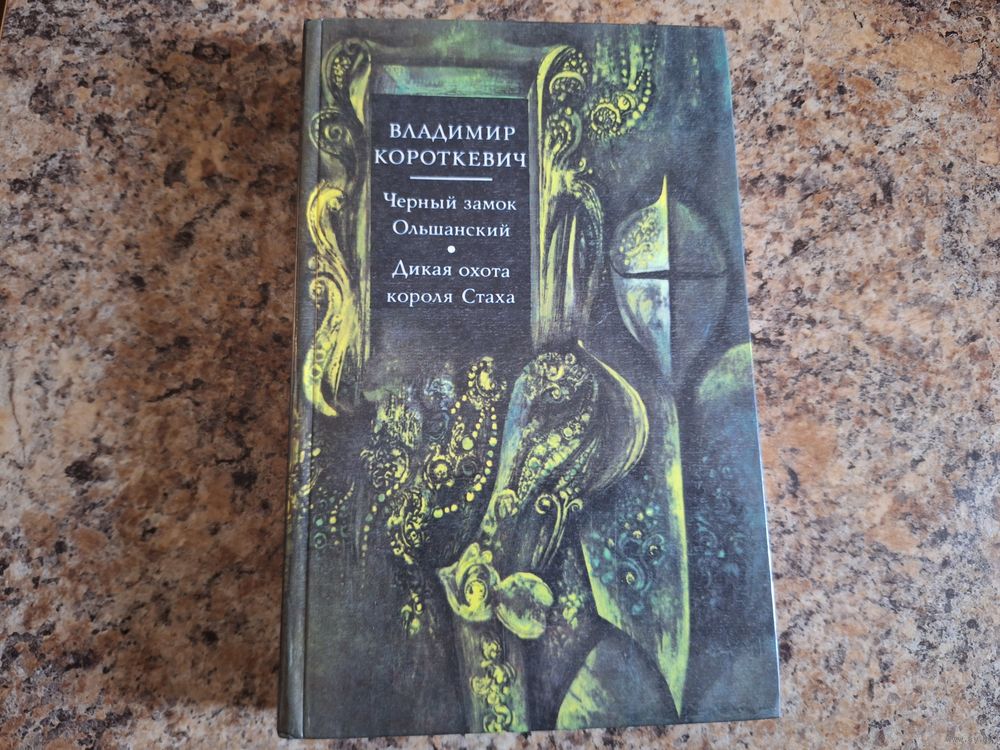 ВЛАДИМИР
КОРОТКЕВИЧ
Черный замок
Ольшанский
•
Дикая охота
короля Стаха